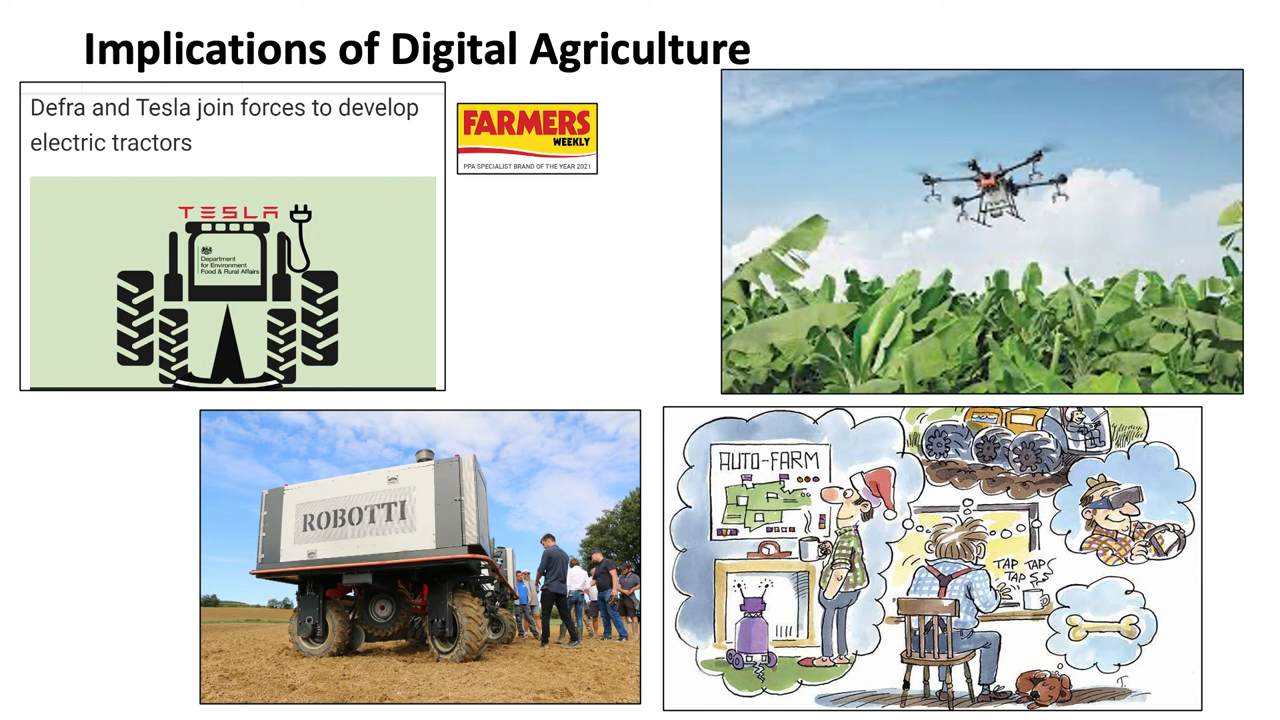 Implications of Digital Agriculture
Defra and Tesla join forces to develop
electric tractors
TESLA
Department
for Environment
Food & Rural Affairs
FARMERS
WEEKLY
PPA SPECIALIST BRAND OF THE YEAR 2021
ROBOTTI
AUTO-FARM
TAP TAP
TAP